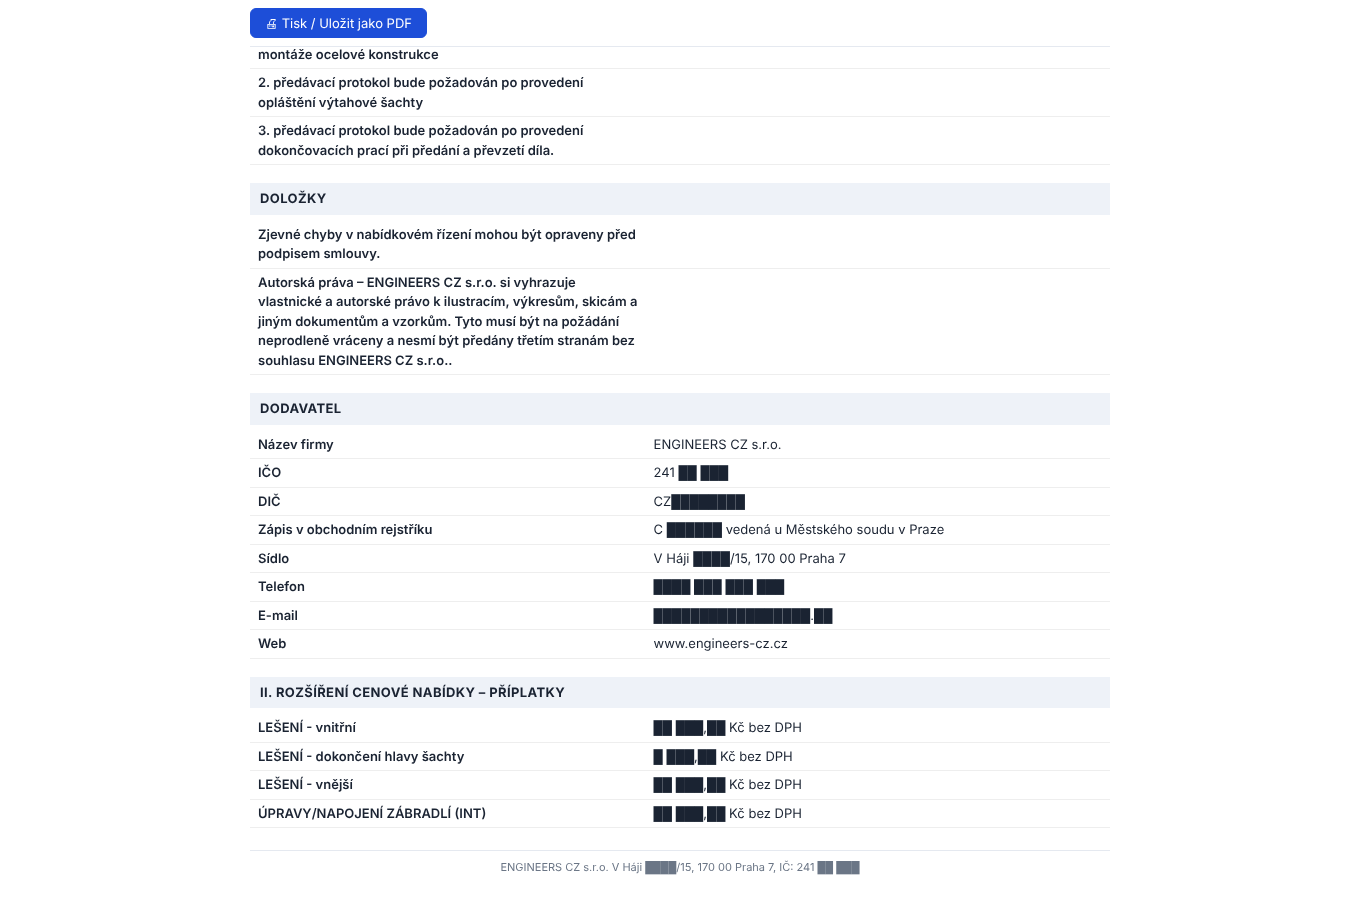 Tisk / Uložit jako PDF
montáže ocelové konstrukce
2. předávací protokol bude požadován po provedení
opláštění výtahové šachty
3. předávací protokol bude požadován po provedení
dokončovacích prací při předání a převzetí díla.
DOLOŽKY
Zjevné chyby v nabídkovém řízení mohou být opraveny před
podpisem smlouvy.
Autorská práva – ENGINEERS CZ s.r.o. si vyhrazuje
vlastnické a autorské právo k ilustracím, výkresům, skicám a
jiným dokumentům a vzorkům. Tyto musí být na požádání
neprodleně vráceny a nesmí být předány třetím stranám bez
souhlasu ENGINEERS CZ s.r.o..
DODAVATEL
Název firmy ENGINEERS CZ s.r.o.
IČO 241 ██ ███
DIČ CZ████████
Zápis v obchodním rejstříku C ██████ vedená u Městského soudu v Praze
Sídlo V Háji ████/15, 170 00 Praha 7
Telefon ████ ███ ███ ███
E-mail █████████████████.██
Web www.engineers-cz.cz
II. ROZŠÍŘENÍ CENOVÉ NABÍDKY – PŘÍPLATKY
LEŠENÍ - vnitřní ██ ███,██ Kč bez DPH
LEŠENÍ - dokončení hlavy šachty █ ███,██ Kč bez DPH
LEŠENÍ - vnější ██ ███,██ Kč bez DPH
ÚPRAVY/NAPOJENÍ ZÁBRADLÍ (INT) ██ ███,██ Kč bez DPH
ENGINEERS CZ s.r.o. V Háji ████/15, 170 00 Praha 7, IČ: 241 ██ ███